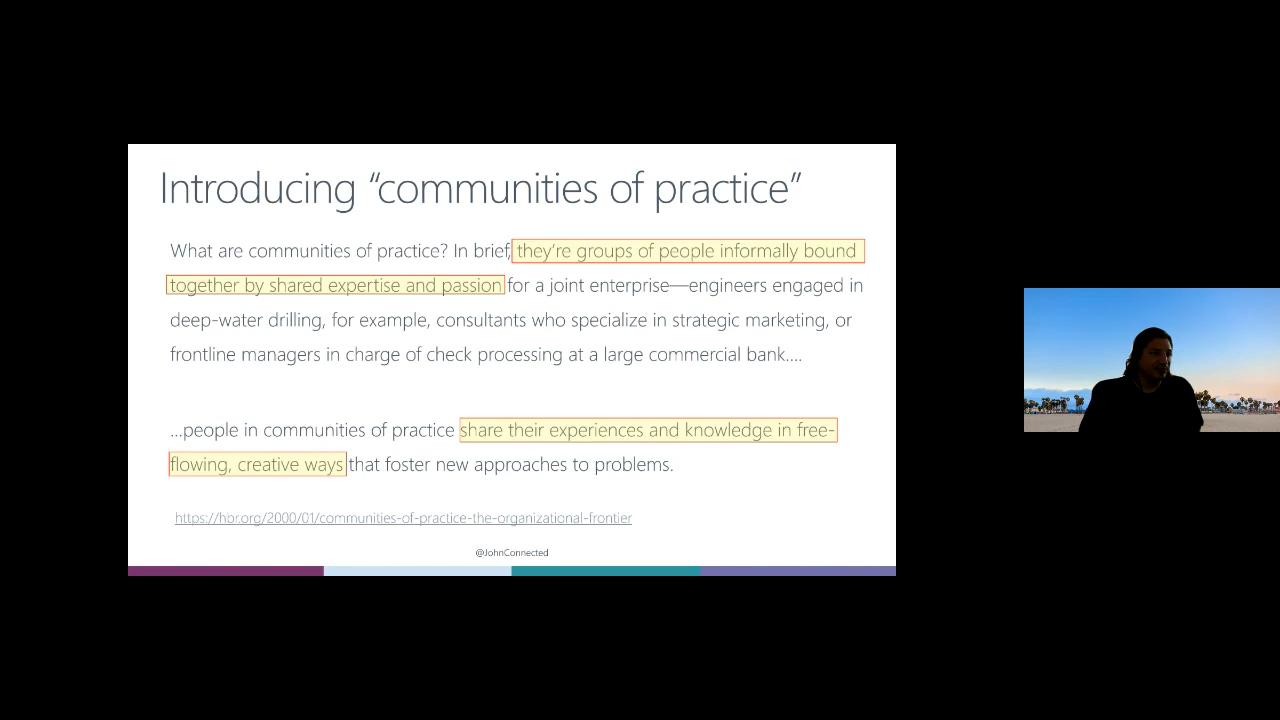 Introducing “communities of practice”
What are communities of practice? In brief, they’re groups of people informally bound
together by shared expertise and passion for a joint enterprise—engineers engaged in
deep-water drilling, for example, consultants who specialize in strategic marketing, or
frontline managers in charge of check processing at a large commercial bank....
...people in communities of practice share their experiences and knowledge in free-
flowing, creative ways that foster new approaches to problems.
https://hbr.org/2000/01/communities-of-practice-the-organizational-frontier
@JohnConnected